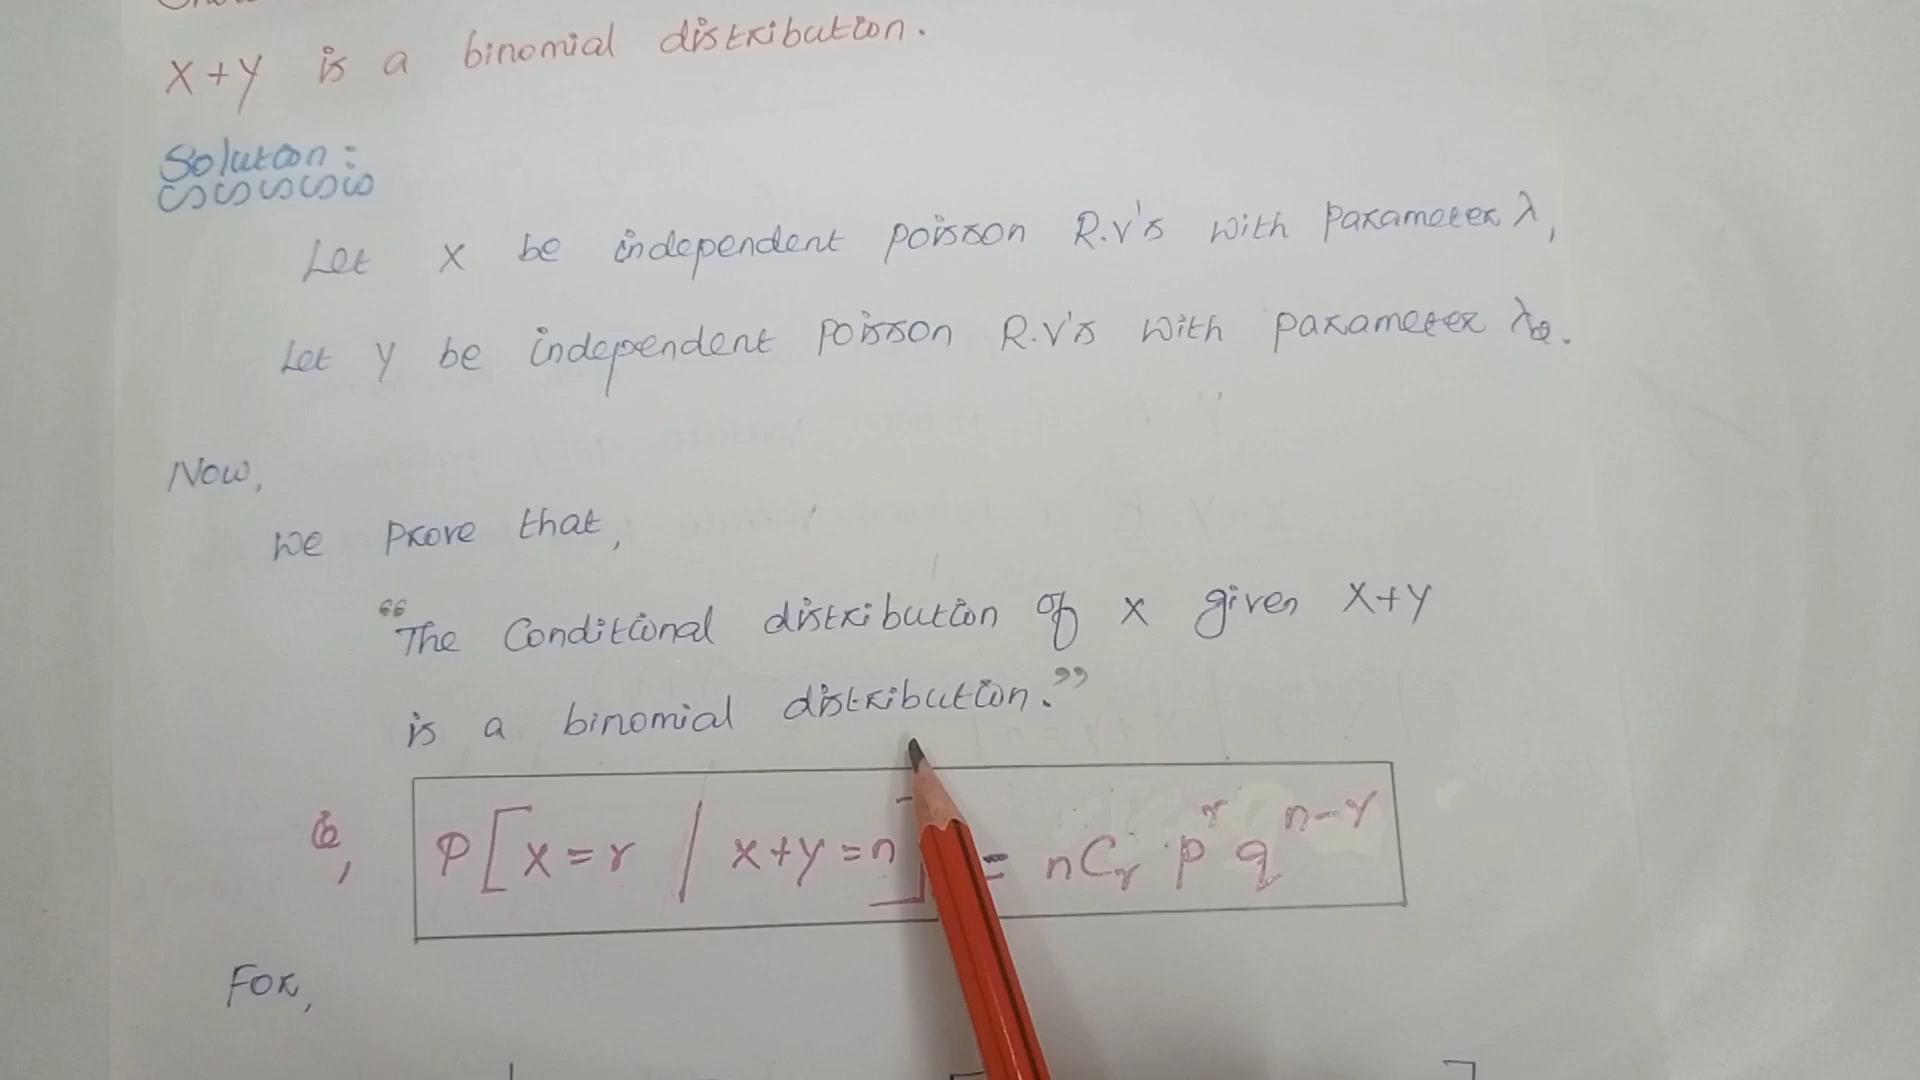 X+Y is a binomial distribution.
Solution:
Let X be independent poisson R.V's with parameter λ,
Let Y be independent poisson R.V's with parameter λ₂.
Now,
We prove that,
“The Conditional distribution of X given X+Y
is a binomial distribution.”
P[X=r / X+Y=n] = nCr p^r q^n-r
For,